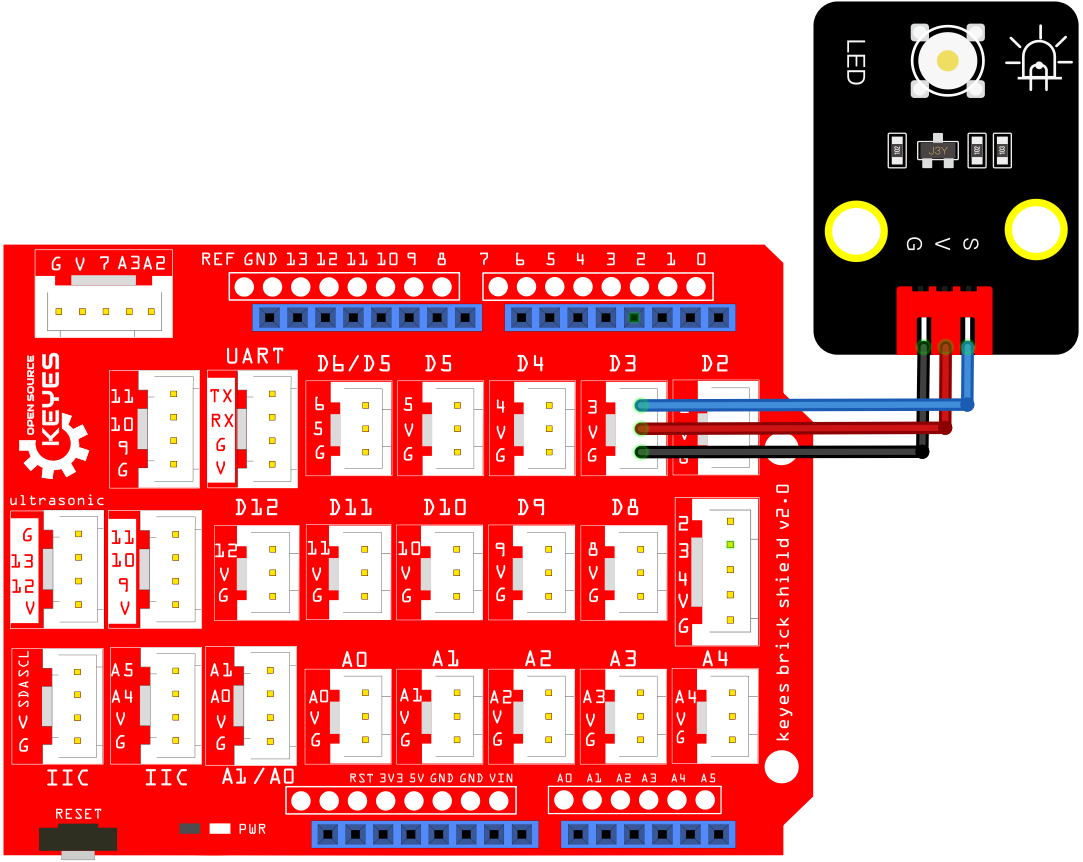 LED
102
J3Y
102
103
G V S
G V 7 A3 A2
REF GND 13 12 11 10 9 8 7 6 5 4 3 2 1 0
OPEN SOURCE
KEYES
UART D6/D5 D5 D4 D3 D2
11
10
9
G
TX
RX
G
V
6
5
G
5
V
G
4
V
G
3
V
G
G
ultrasonic
D12 D11 D10 D9 D8
G
13
12
V
11
10
9
V
12
V
G
11
V
G
10
V
G
9
V
G
8
V
G
2
3
4
V
G
keyes brick shield v2.0
A0 A1 A2 A3 A4
SCL
SDA
V
G
A5
A4
V
G
A1
A0
V
G
A0
V
G
A1
V
G
A2
V
G
A3
V
G
A4
V
G
IIC IIC A1/A0
RST 3V3 5V GND GND VIN A0 A1 A2 A3 A4 A5
RESET
PWR